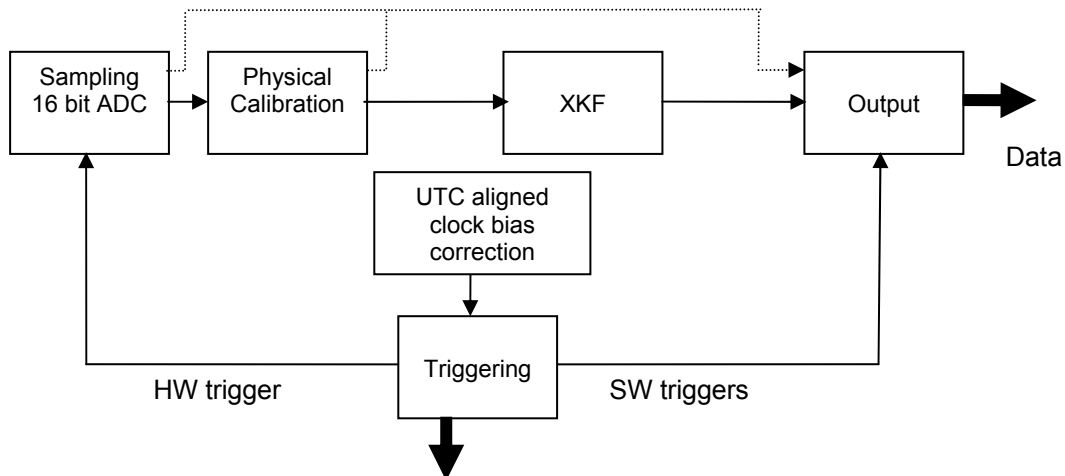 Sampling
16 bit ADC
Physical
Calibration
XKF
Output
Data
UTC aligned
clock bias
correction
Triggering
HW trigger
SW triggers